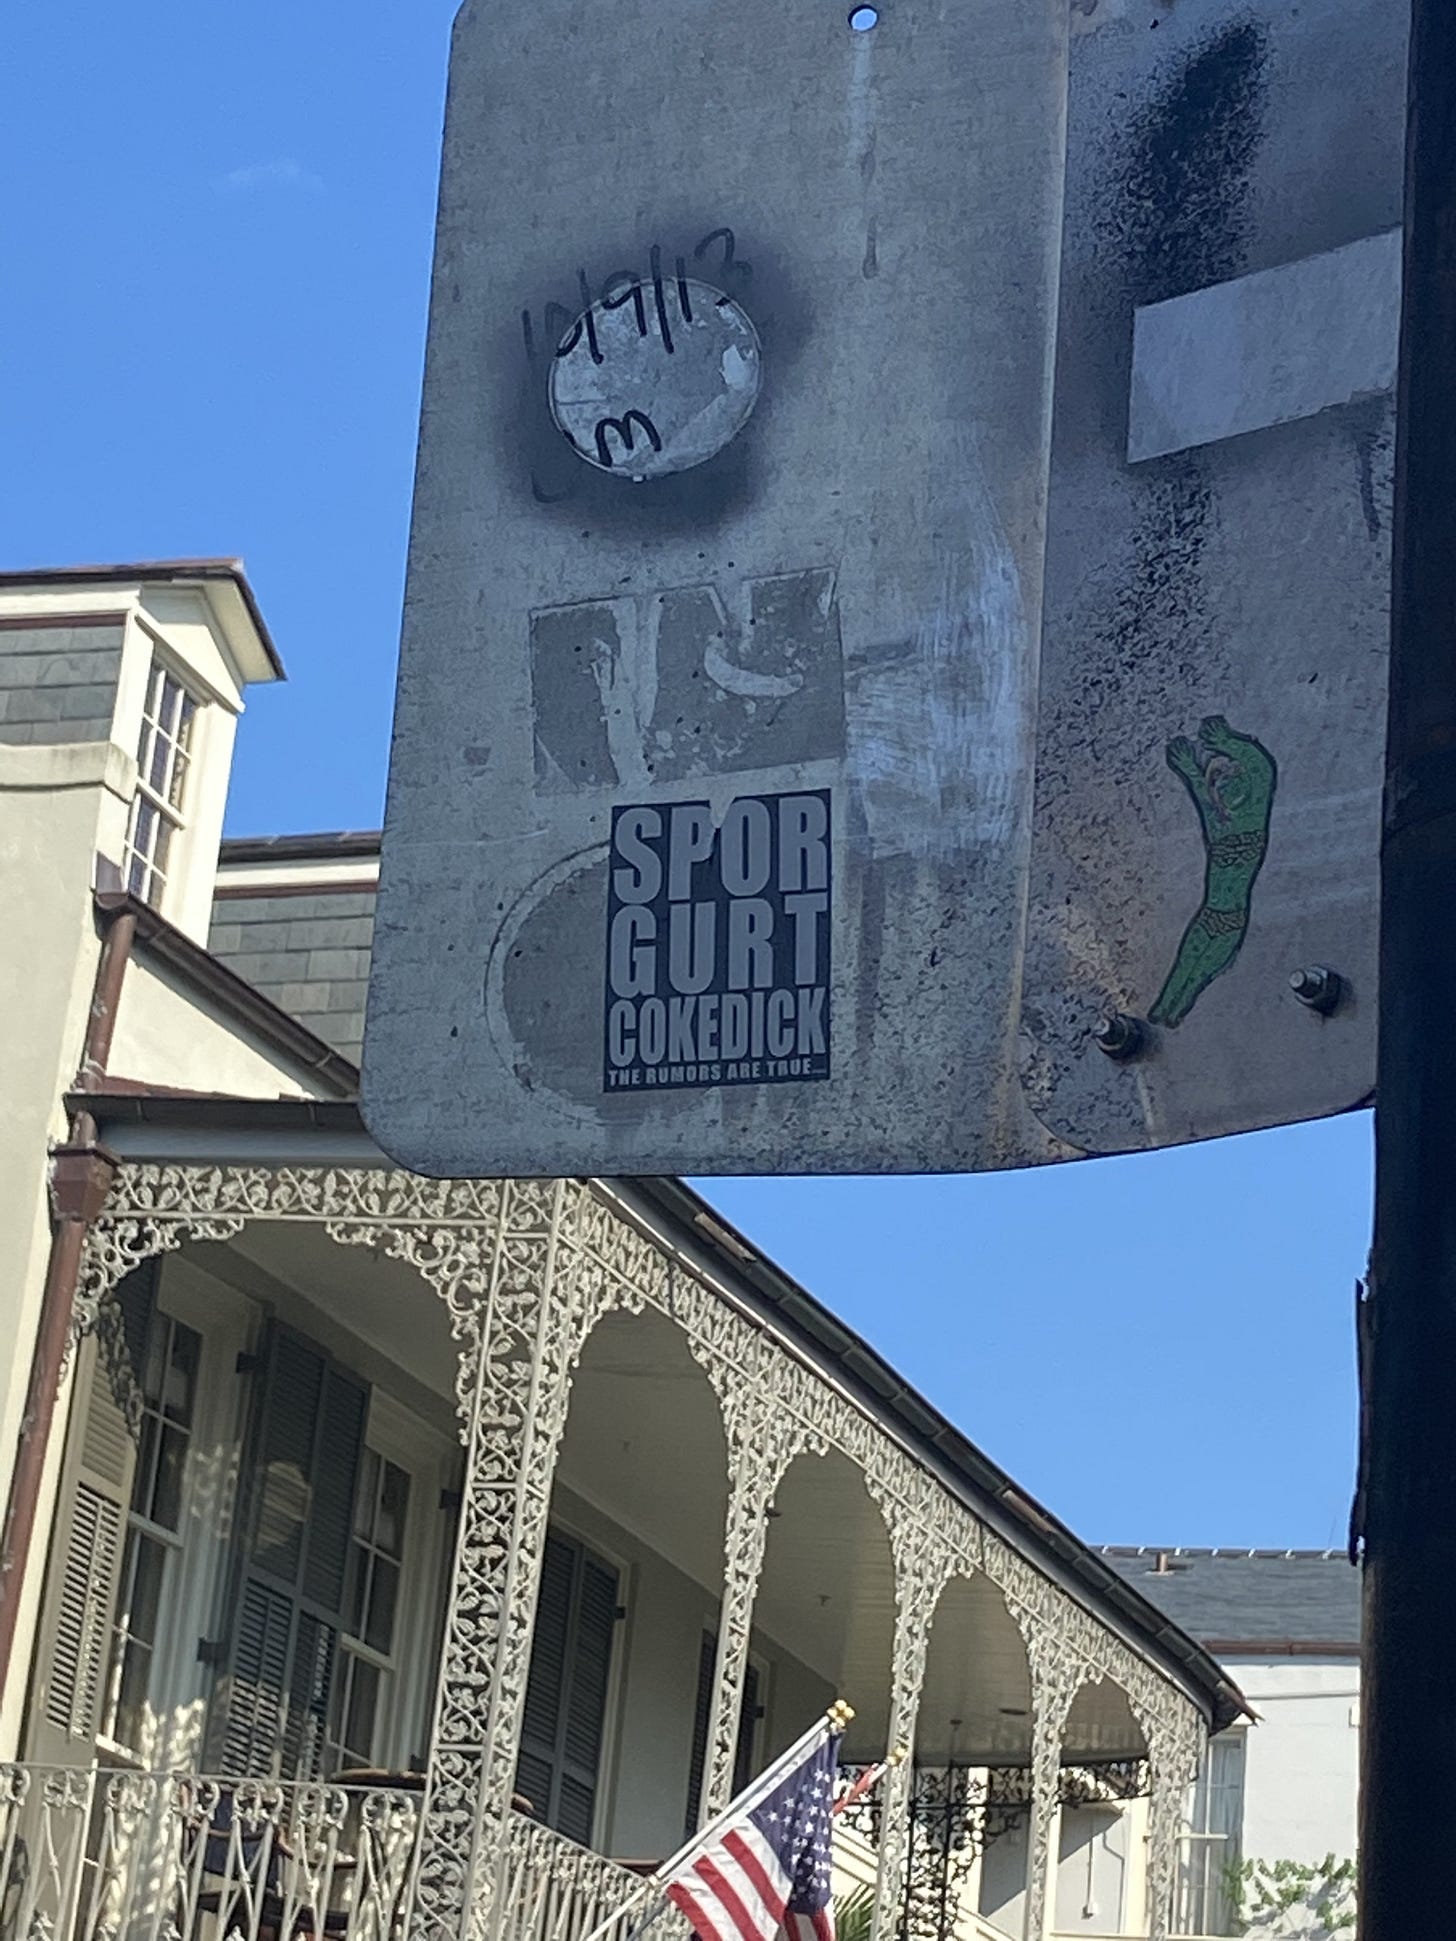 10/9/13
M
SPOR
GURT
COKEDICK
THE RUMORS ARE TRUE...